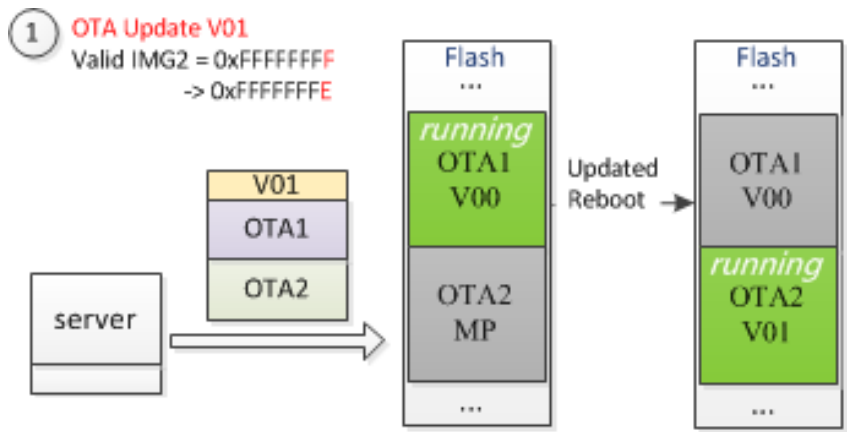 1
OTA Update V01
Valid IMG2 = 0xFFFFFFFF
-> 0xFFFFFFFE
server
V01
OTA1
OTA2
Flash
...
running
OTA1
V00
OTA2
MP
...
Updated
Reboot
Flash
...
OTA1
V00
running
OTA2
V01
...